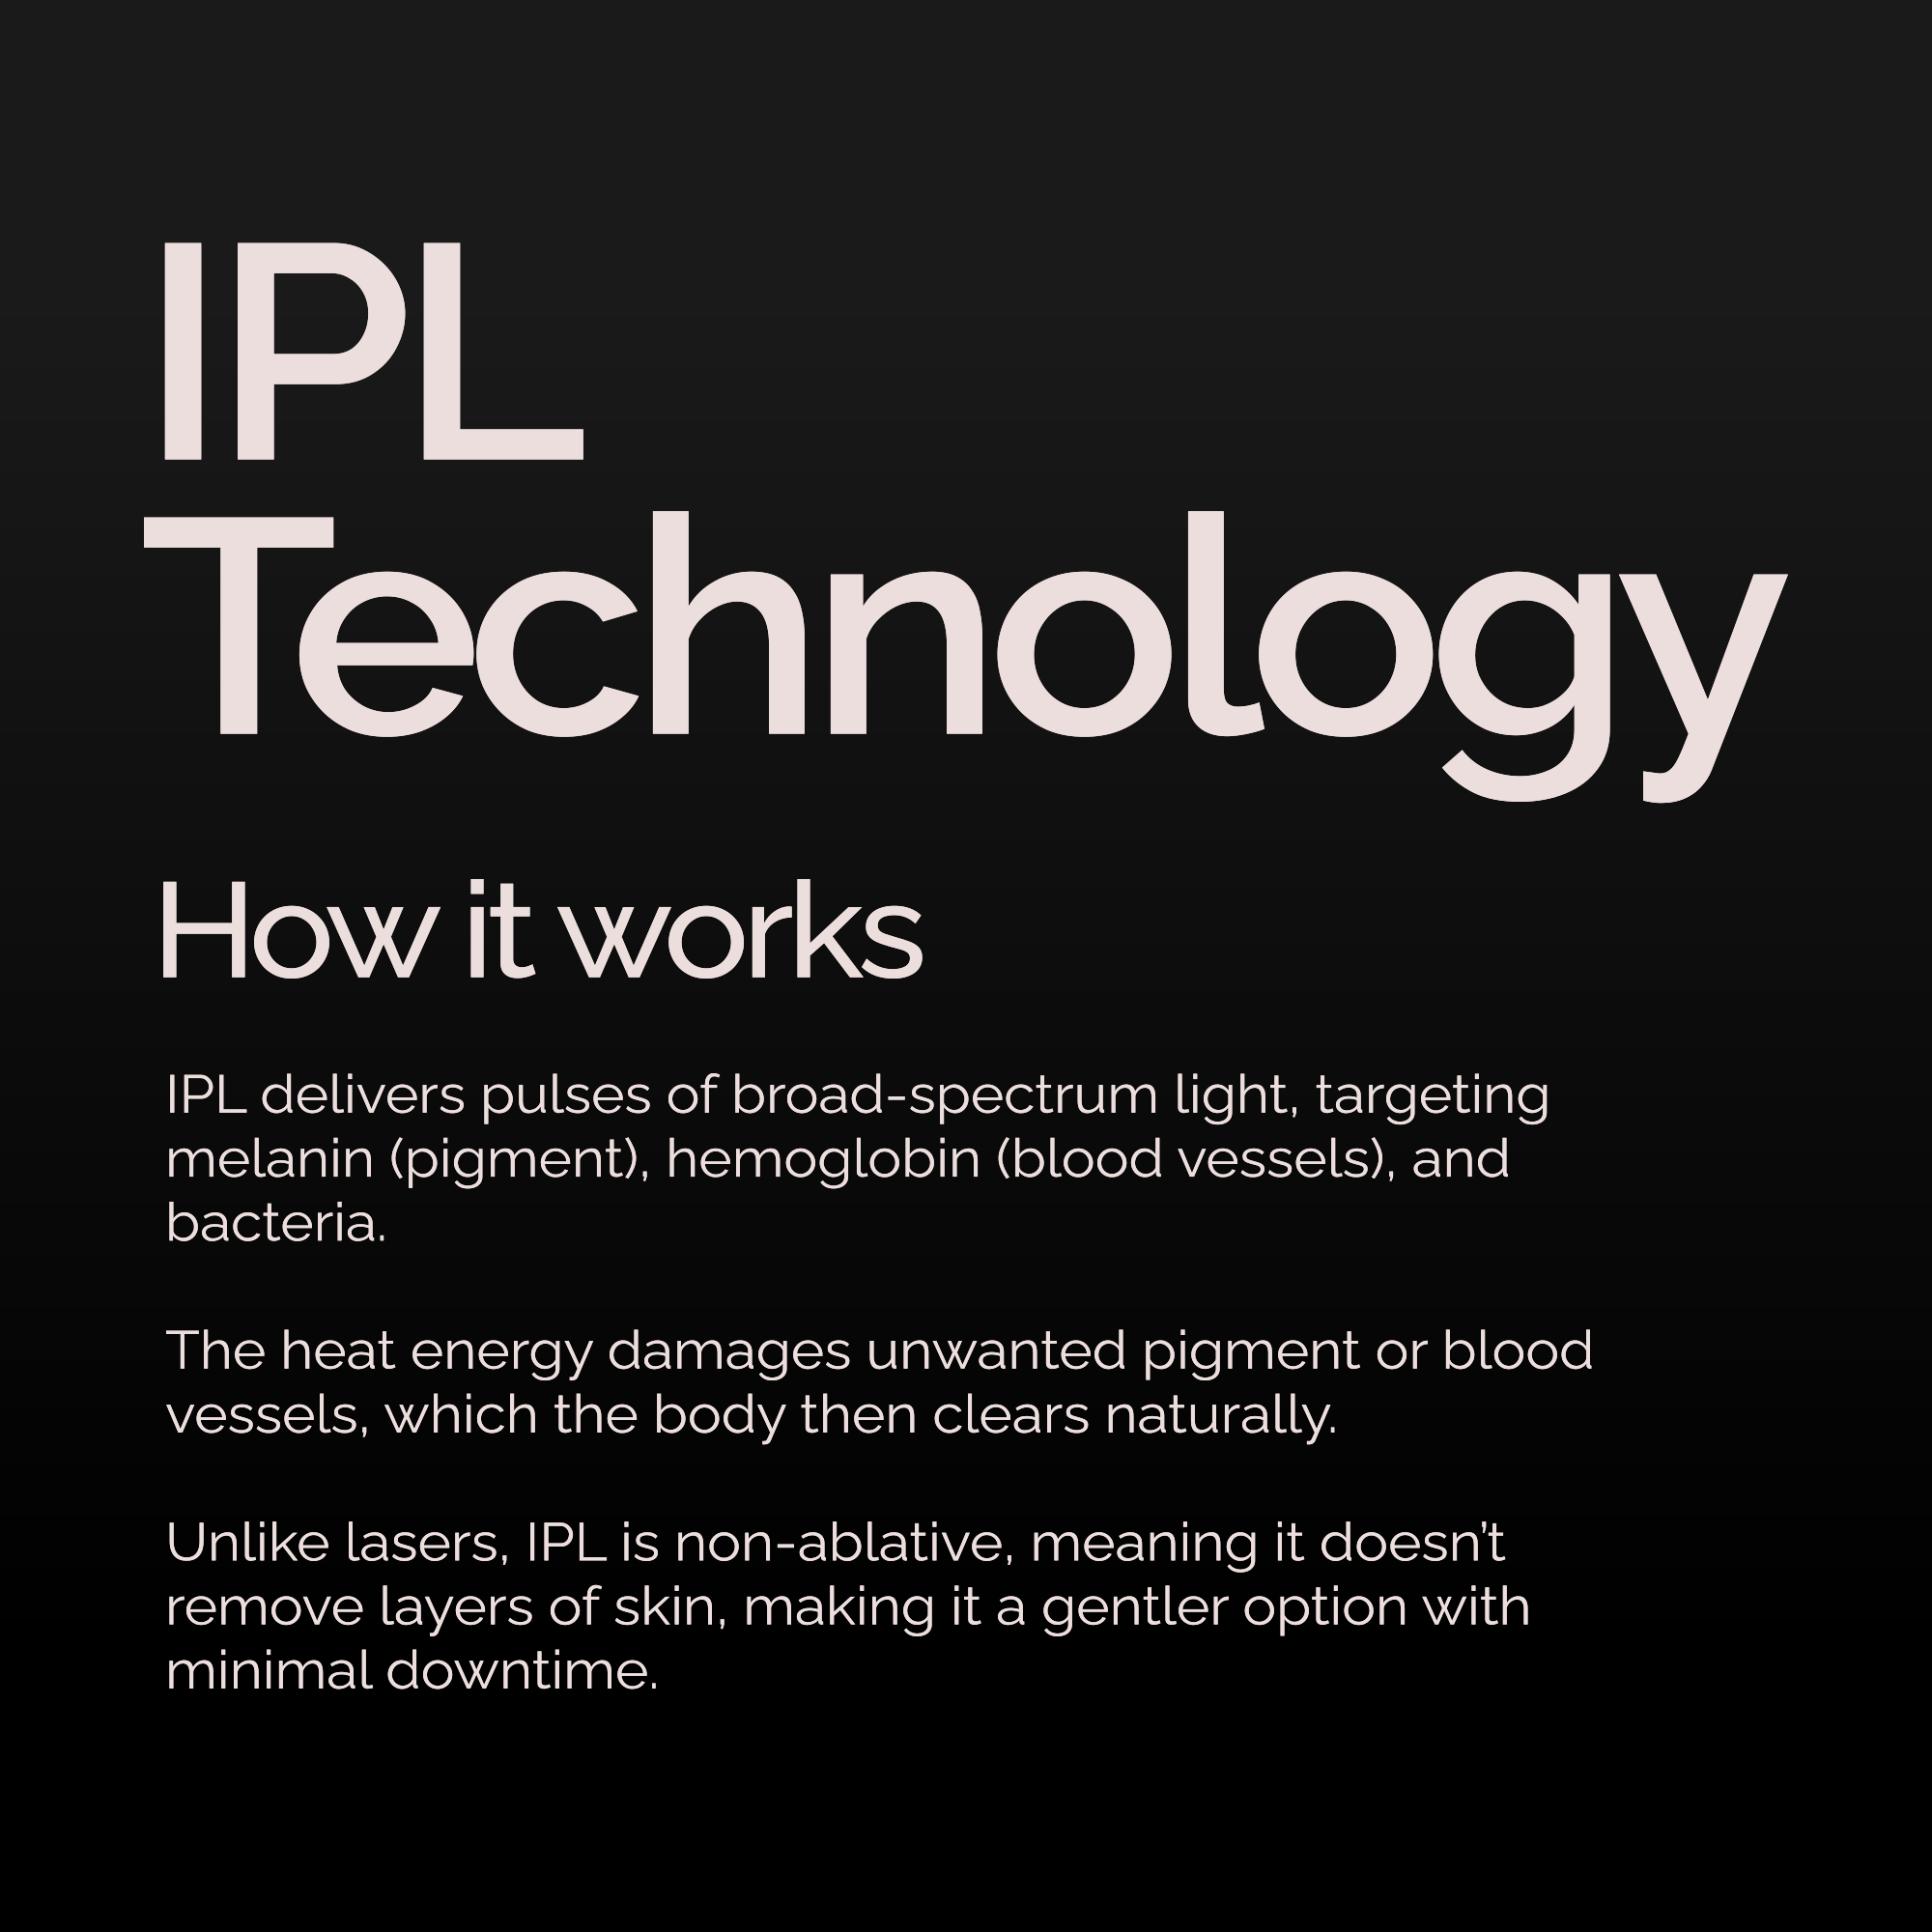 IPL
Technology
How it works
IPL delivers pulses of broad-spectrum light, targeting
melanin (pigment), hemoglobin (blood vessels), and
bacteria.
The heat energy damages unwanted pigment or blood
vessels, which the body then clears naturally.
Unlike lasers, IPL is non-ablative, meaning it doesn't
remove layers of skin, making it a gentler option with
minimal downtime.